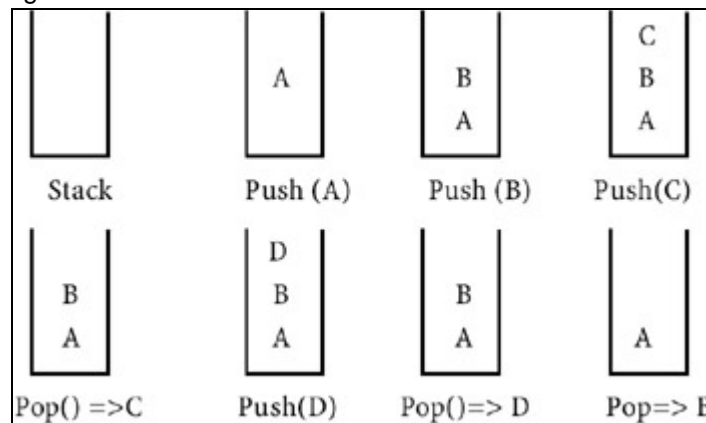 A B C
B B
A A
Stack Push (A) Push (B) Push(C)
D
B B B
A A A A
Pop() =>C Push(D) Pop()=> D Pop=> B